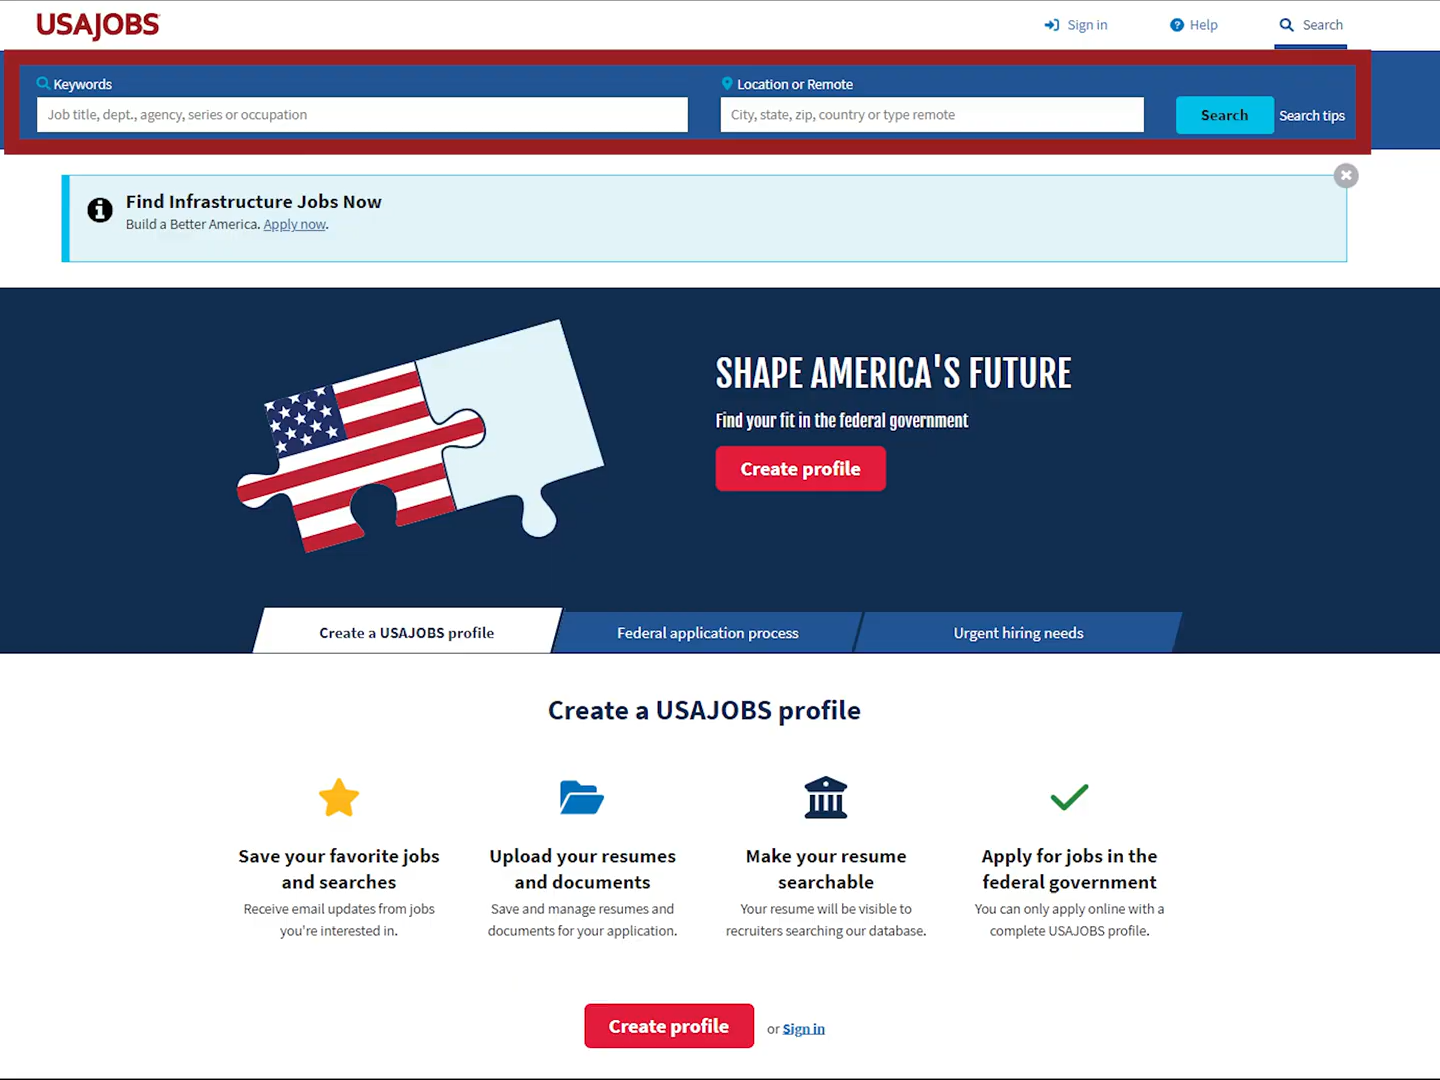 USAJOBS
Sign in
Help
Search
Keywords
Location or Remote
Job title, dept., agency, series or occupation
City, state, zip, country or type remote
Search
Search tips
Find Infrastructure Jobs Now
Build a Better America. Apply now.
SHAPE AMERICA'S FUTURE
Find your fit in the federal government
Create profile
Create a USAJOBS profile
Federal application process
Urgent hiring needs
Create a USAJOBS profile
Save your favorite jobs
and searches
Receive email updates from jobs
you're interested in.
Upload your resumes
and documents
Save and manage resumes and
documents for your application.
Make your resume
searchable
Your resume will be visible to
recruiters searching our database.
Apply for jobs in the
federal government
You can only apply online with a
complete USAJOBS profile.
Create profile
or Sign in